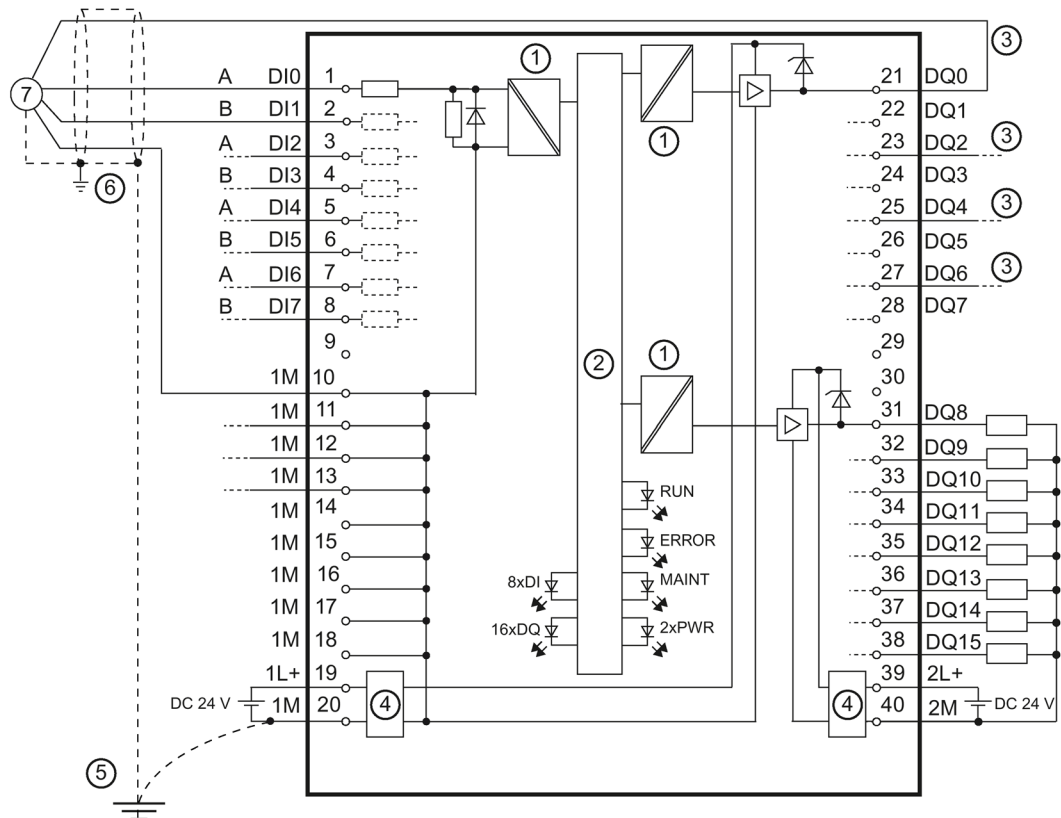 7
A DI0 1
B DI1 2
A DI2 3
B DI3 4
A DI4 5
B DI5 6
A DI6 7
B DI7 8
9
1M 10
1M 11
1M 12
1M 13
1M 14
1M 15
1M 16
1M 17
1M 18
1L+ 19
DC 24 V
1M 20
4
6
5
1
1
2
1
RUN
ERROR
8xDI
MAINT
16xDQ
2xPWR
21 DQ0
3
22 DQ1
23 DQ2
3
24 DQ3
25 DQ4
3
26 DQ5
27 DQ6
3
28 DQ7
29
30
31 DQ8
32 DQ9
33 DQ10
34 DQ11
35 DQ12
36 DQ13
37 DQ14
38 DQ15
39 2L+
4
40 2M
DC 24 V